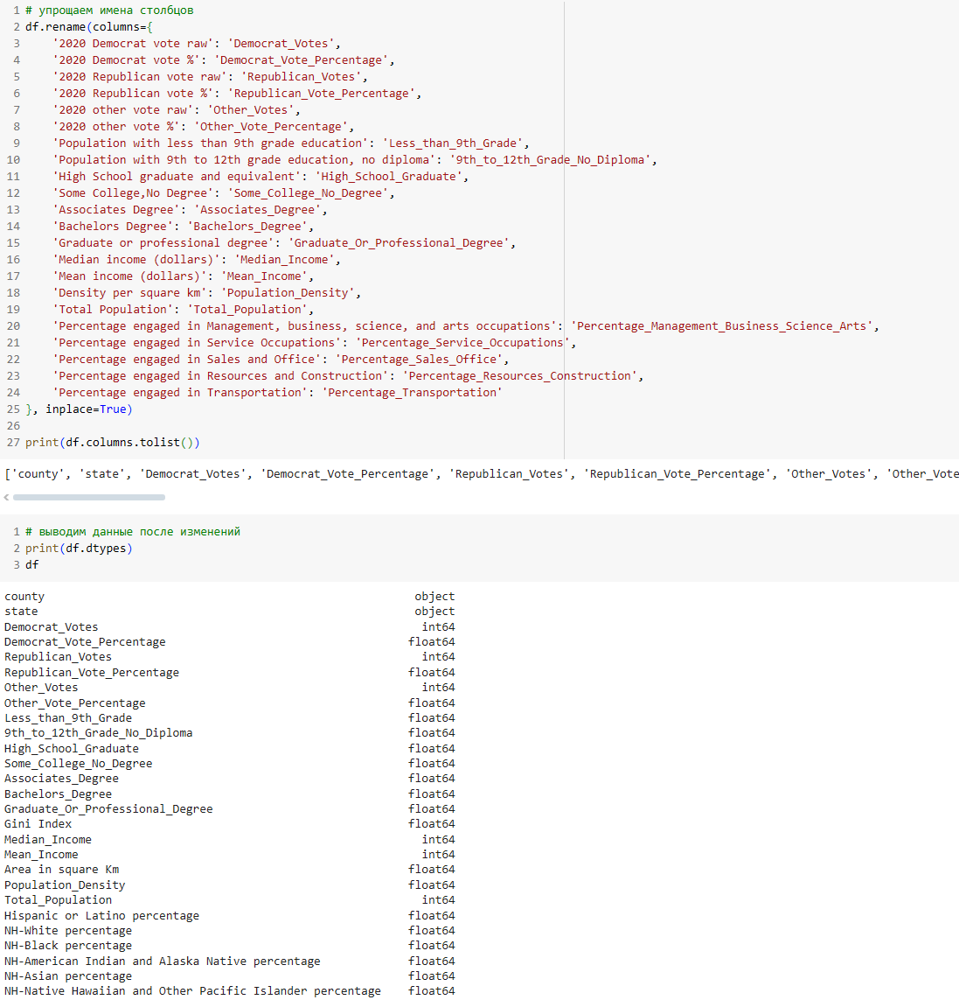 1 # упрощаем имена столбцов
2 df.rename(columns={
3     '2020 Democrat vote raw': 'Democrat_Votes',
4     '2020 Democrat vote %': 'Democrat_Vote_Percentage',
5     '2020 Republican vote raw': 'Republican_Votes',
6     '2020 Republican vote %': 'Republican_Vote_Percentage',
7     '2020 other vote raw': 'Other_Votes',
8     '2020 other vote %': 'Other_Vote_Percentage',
9     'Population with less than 9th grade education': 'Less_than_9th_Grade',
10     'Population with 9th to 12th grade education, no diploma': '9th_to_12th_Grade_No_Diploma',
11     'High School graduate and equivalent': 'High_School_Graduate',
12     'Some College,No Degree': 'Some_College_No_Degree',
13     'Associates Degree': 'Associates_Degree',
14     'Bachelors Degree': 'Bachelors_Degree',
15     'Graduate or professional degree': 'Graduate_Or_Professional_Degree',
16     'Median income (dollars)': 'Median_Income',
17     'Mean income (dollars)': 'Mean_Income',
18     'Density per square km': 'Population_Density',
19     'Total Population': 'Total_Population',
20     'Percentage engaged in Management, business, science, and arts occupations': 'Percentage_Management_Business_Science_Arts',
21     'Percentage engaged in Service Occupations': 'Percentage_Service_Occupations',
22     'Percentage engaged in Sales and Office': 'Percentage_Sales_Office',
23     'Percentage engaged in Resources and Construction': 'Percentage_Resources_Construction',
24     'Percentage engaged in Transportation': 'Percentage_Transportation'
25 }, inplace=True)
26
27 print(df.columns.tolist())
['county', 'state', 'Democrat_Votes', 'Democrat_Vote_Percentage', 'Republican_Votes', 'Republican_Vote_Percentage', 'Other_Votes', 'Other_Vote
1 # выводим данные после изменений
2 print(df.dtypes)
3 df
county object
state object
Democrat_Votes int64
Democrat_Vote_Percentage float64
Republican_Votes int64
Republican_Vote_Percentage float64
Other_Votes int64
Other_Vote_Percentage float64
Less_than_9th_Grade float64
9th_to_12th_Grade_No_Diploma float64
High_School_Graduate float64
Some_College_No_Degree float64
Associates_Degree float64
Bachelors_Degree float64
Graduate_Or_Professional_Degree float64
Gini Index float64
Median_Income int64
Mean_Income int64
Area in square Km float64
Population_Density float64
Total_Population int64
Hispanic or Latino percentage float64
NH-White percentage float64
NH-Black percentage float64
NH-American Indian and Alaska Native percentage float64
NH-Asian percentage float64
NH-Native Hawaiian and Other Pacific Islander percentage float64